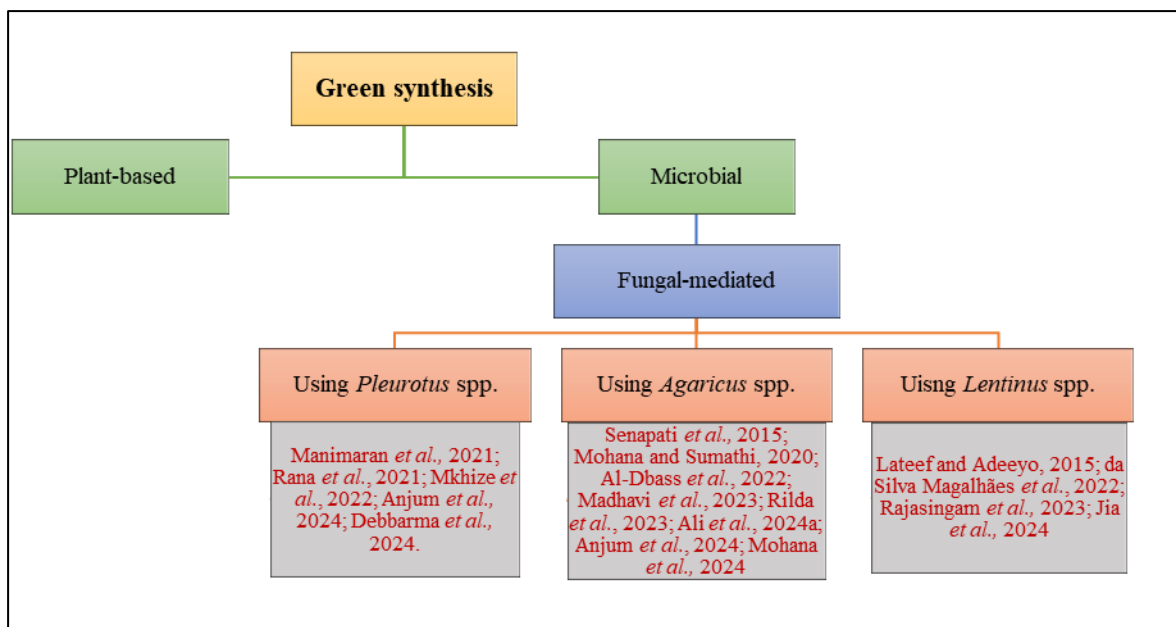 Green synthesis
Plant-based
Microbial
Fungal-mediated
Using Pleurotus spp.
Manimaran et al., 2021;
Rana et al., 2021; Mkhize et
al., 2022; Anjum et al.,
2024; Debbarma et al.,
2024.
Using Agaricus spp.
Senapati et al., 2015;
Mohana and Sumathi, 2020;
Al-Dbass et al., 2022;
Madhavi et al., 2023; Rilda
et al., 2023; Ali et al., 2024a;
Anjum et al., 2024; Mohana
et al., 2024
Uisng Lentinus spp.
Lateef and Adeeyo, 2015; da
Silva Magalhães et al., 2022;
Rajasingam et al., 2023; Jia
et al., 2024